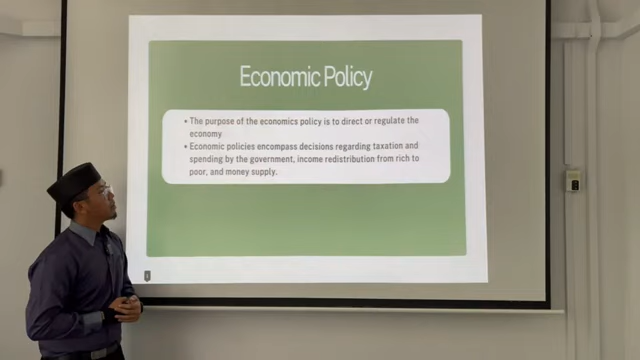 Economic Policy
• The purpose of the economics policy is to direct or regulate the
economy
• Economic policies encompass decisions regarding taxation and
spending by the government, income redistribution from rich to
poor, and money supply.